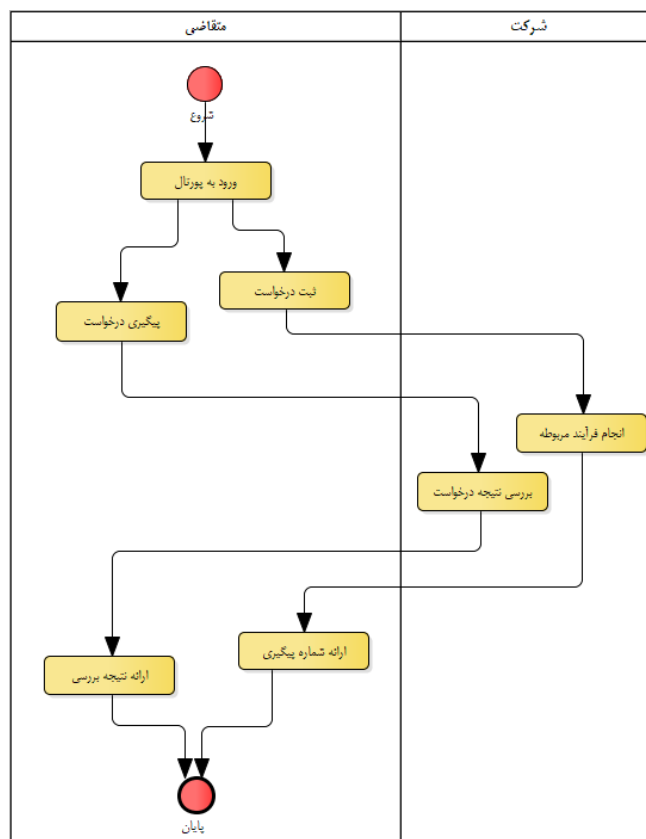 متقاضی
شرکت
شروع
ورود به پورتال
ثبت درخواست
پیگیری درخواست
انجام فرآیند مربوطه
بررسی نتیجه درخواست
ارائه شماره پیگیری
ارائه نتیجه بررسی
پایان